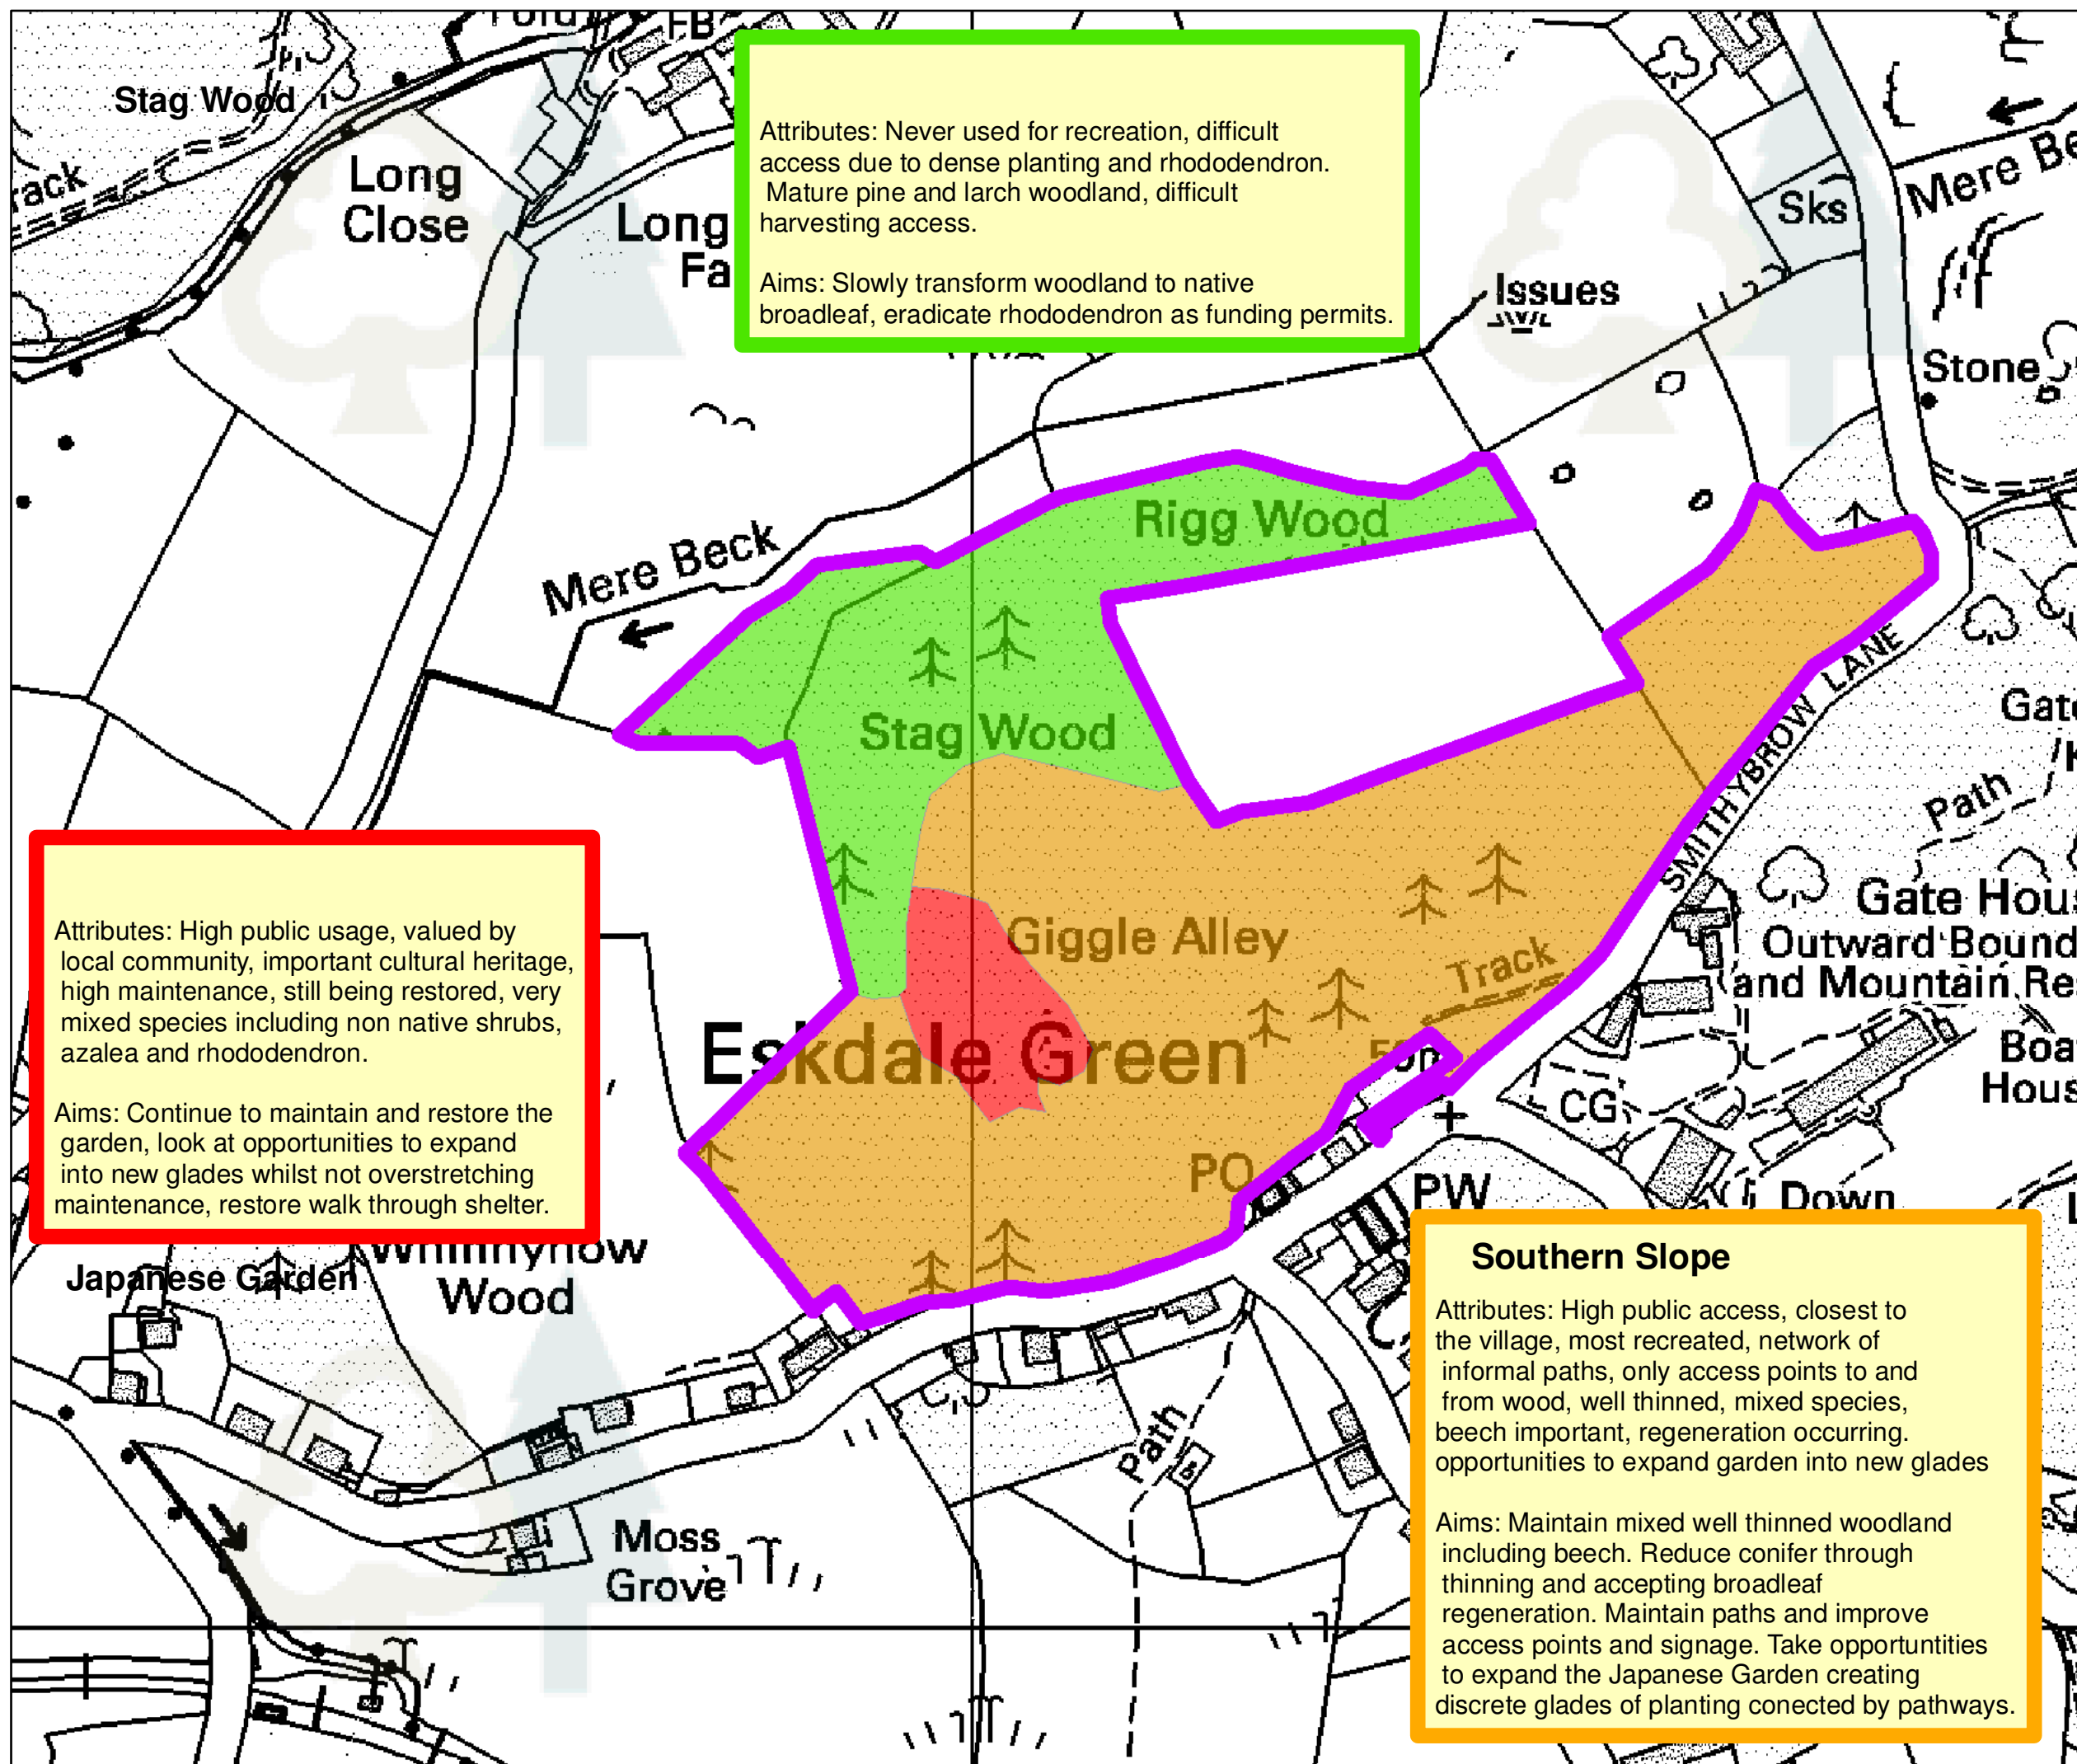 FB
Stag Wood
Long
Close
Long
Fa
Attributes: Never used for recreation, difficult
access due to dense planting and rhododendron.
Mature pine and larch woodland, difficult
harvesting access.
Aims: Slowly transform woodland to native
broadleaf, eradicate rhododendron as funding permits.
Mere Be
Sks
Issues
Stone
Rigg Wood
Mere Beck
Stag Wood
SMITHYBROW LANE
Path
Gate Hou
Outward Bound
and Mountain Re
Boa
Hous
Giggle Alley
Track
Eskdale Green
CG
PO
PW
Down
Attributes: High public usage, valued by
local community, important cultural heritage,
high maintenance, still being restored, very
mixed species including non native shrubs,
azalea and rhododendron.
Aims: Continue to maintain and restore the
garden, look at opportunities to expand
into new glades whilst not overstretching
maintenance, restore walk through shelter.
Japanese Garden
Wood
Southern Slope
Attributes: High public access, closest to
the village, most recreated, network of
informal paths, only access points to and
from wood, well thinned, mixed species,
beech important, regeneration occurring.
opportunities to expand garden into new glades
Aims: Maintain mixed well thinned woodland
including beech. Reduce conifer through
thinning and accepting broadleaf
regeneration. Maintain paths and improve
access points and signage. Take opportuntities
to expand the Japanese Garden creating
discrete glades of planting conected by pathways.
Path
Moss
Grove